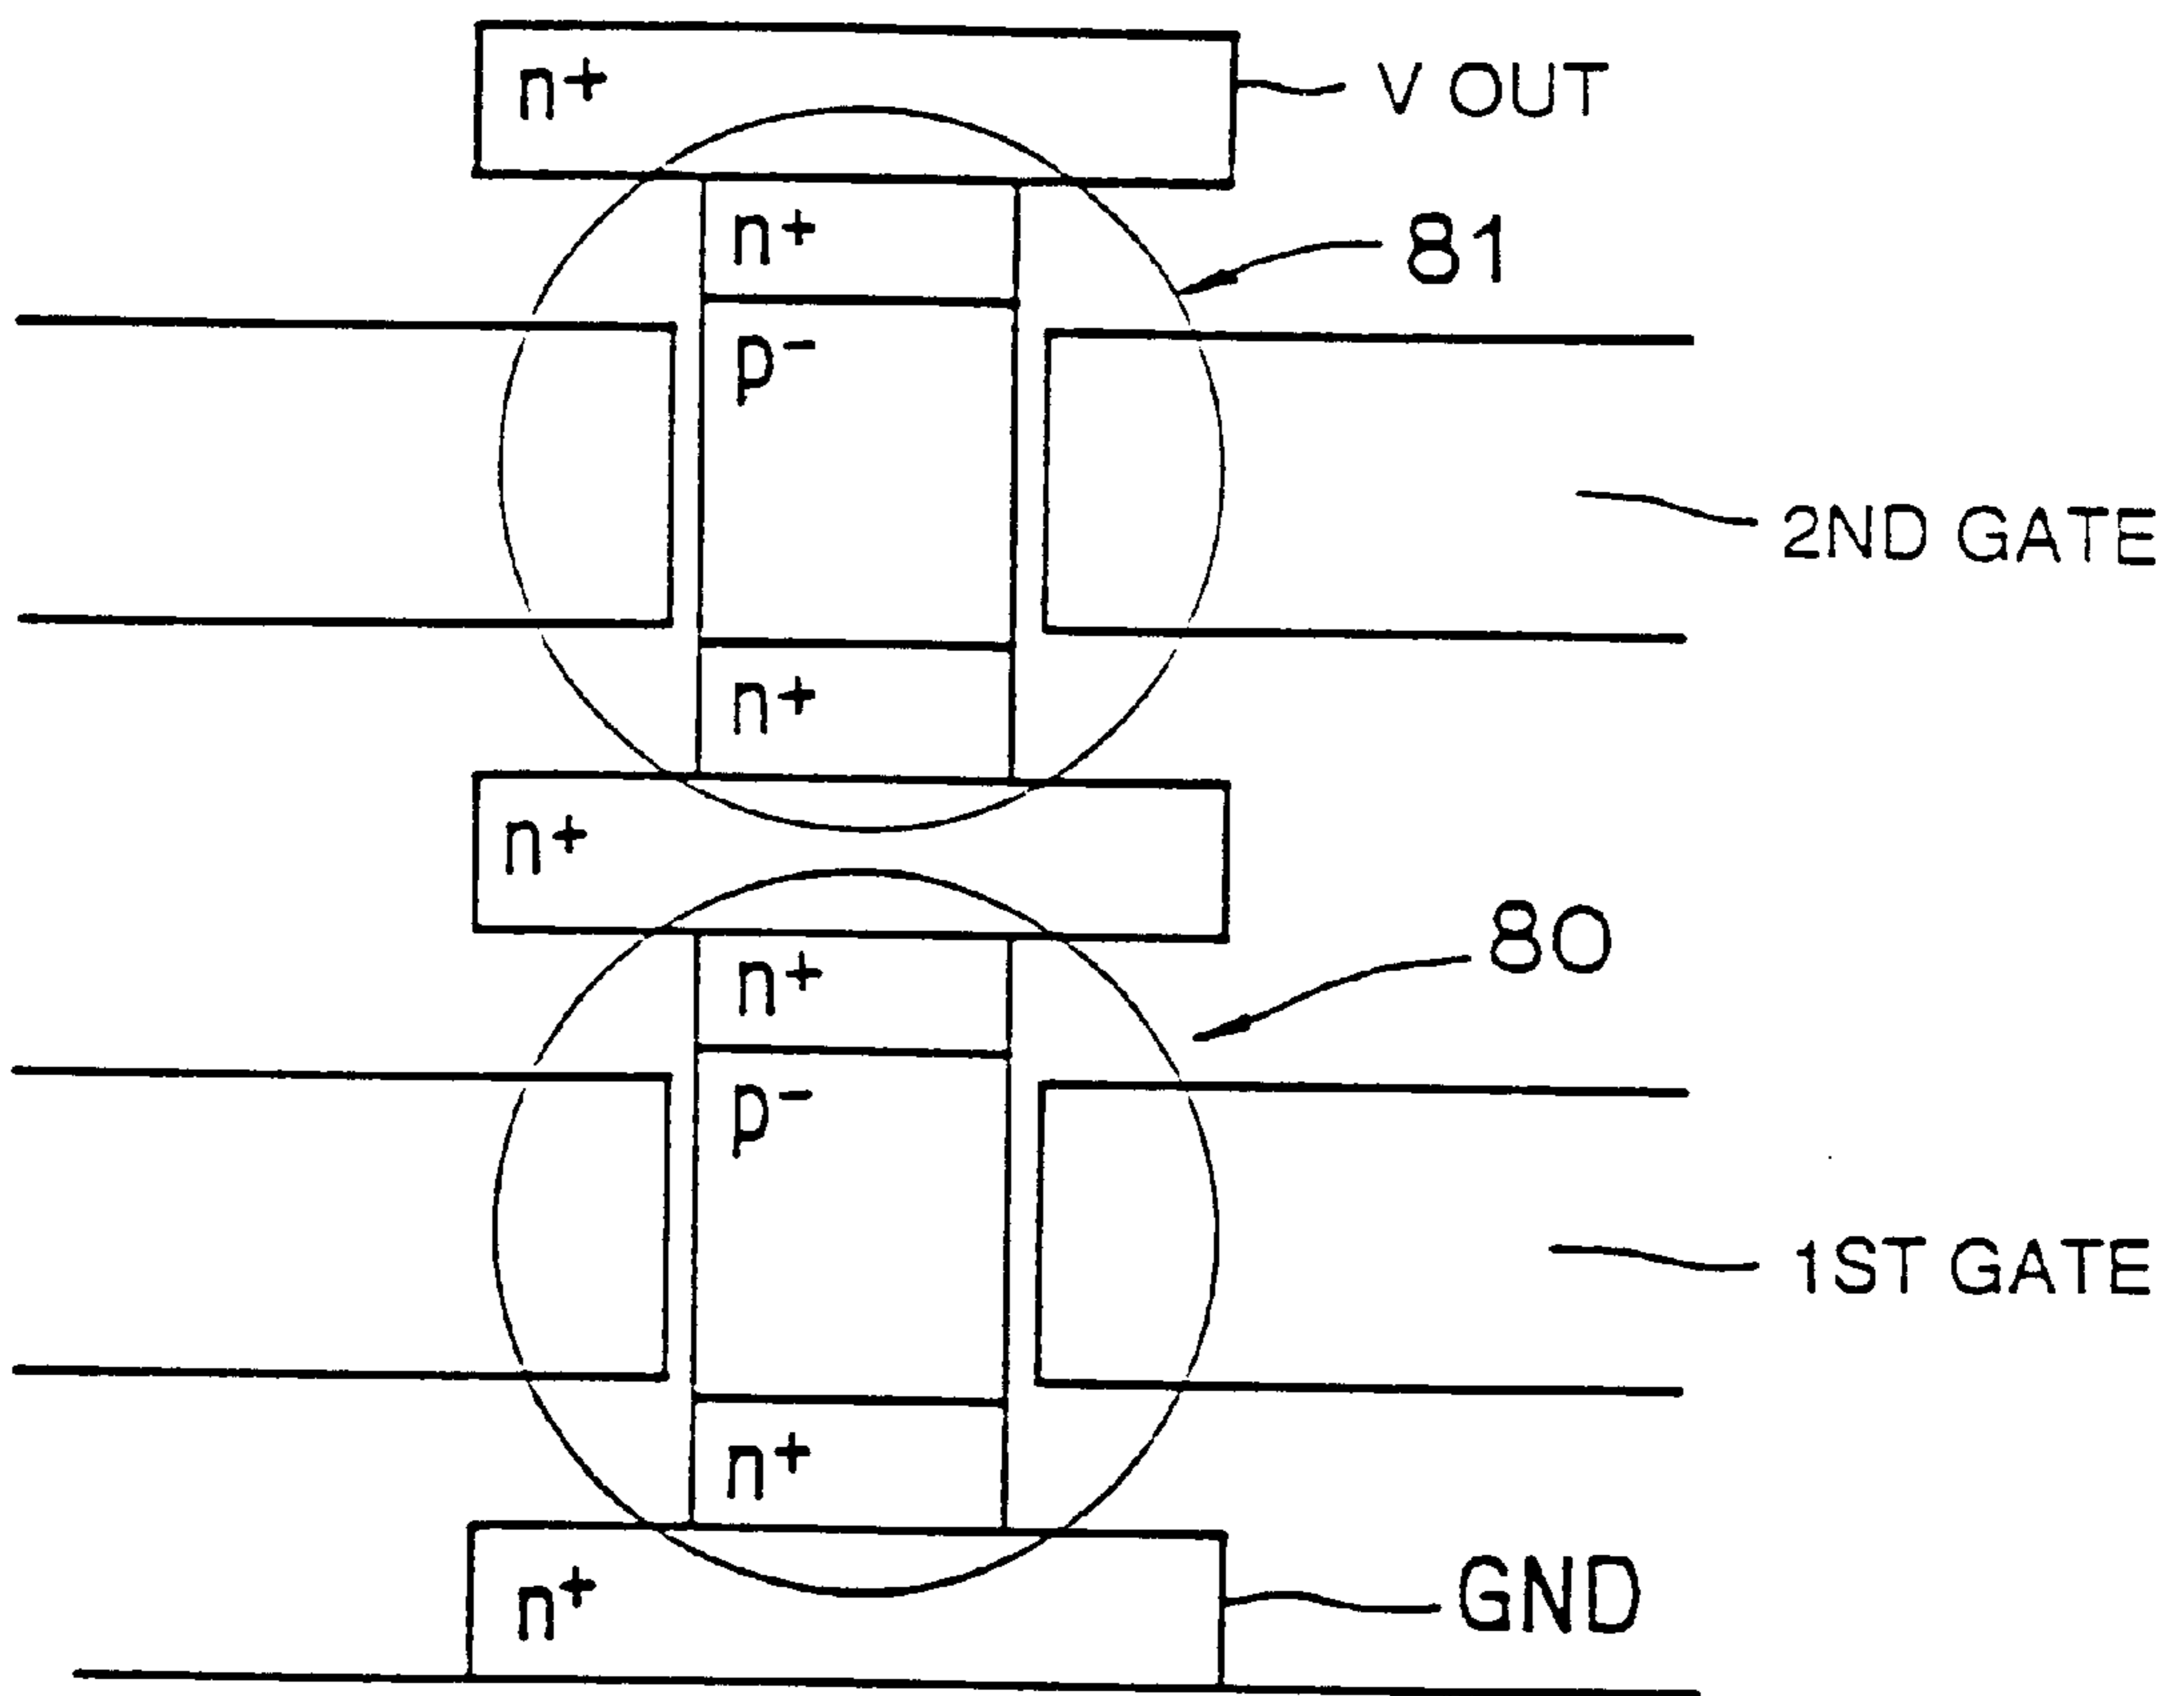 n+
V OUT
n+
81
p-
2ND GATE
n+
n+
80
n+
p-
1ST GATE
n+
n+
GND